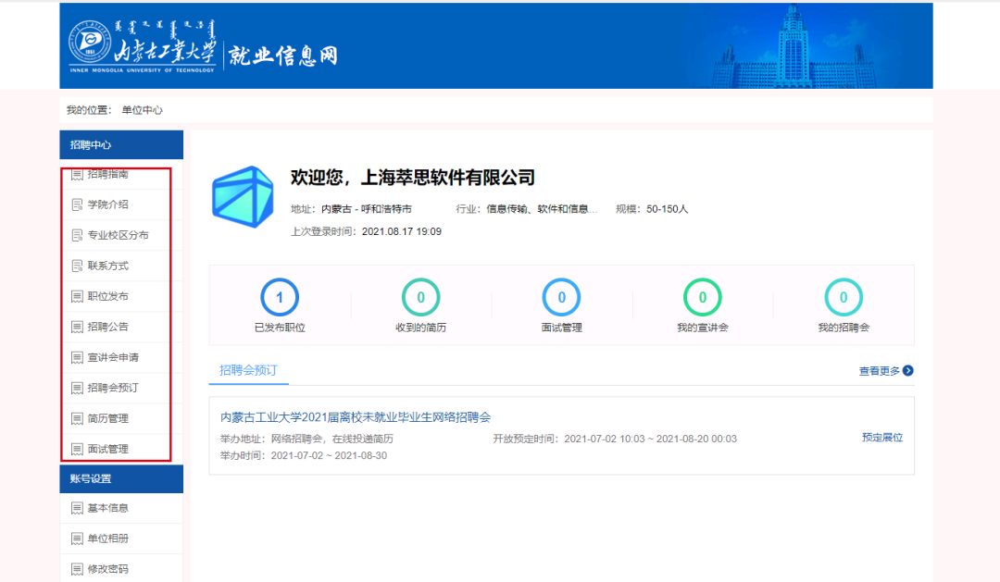 内蒙古工业大学
就业信息网
INNER MONGOLIA UNIVERSITY OF TECHNOLOGY
1951
我的位置： 单位中心
招聘中心
招聘指南
学院介绍
专业校区分布
联系方式
职位发布
招聘公告
宣讲会申请
招聘会预订
简历管理
面试管理
账号设置
基本信息
单位相册
修改密码
欢迎您，上海萃思软件有限公司
地址：内蒙古 - 呼和浩特市 行业：信息传输、软件和信息... 规模：50-150人
上次登录时间：2021.08.17 19:09
1 0 0 0 0
已发布职位 收到的简历 面试管理 我的宣讲会 我的招聘会
招聘会预订 查看更多
内蒙古工业大学2021届离校未就业毕业生网络招聘会
举办地址：网络招聘会，在线投递简历 开放预定时间：2021-07-02 10:03 ~ 2021-08-20 00:03 预定展位
举办时间：2021-07-02 ~ 2021-08-30